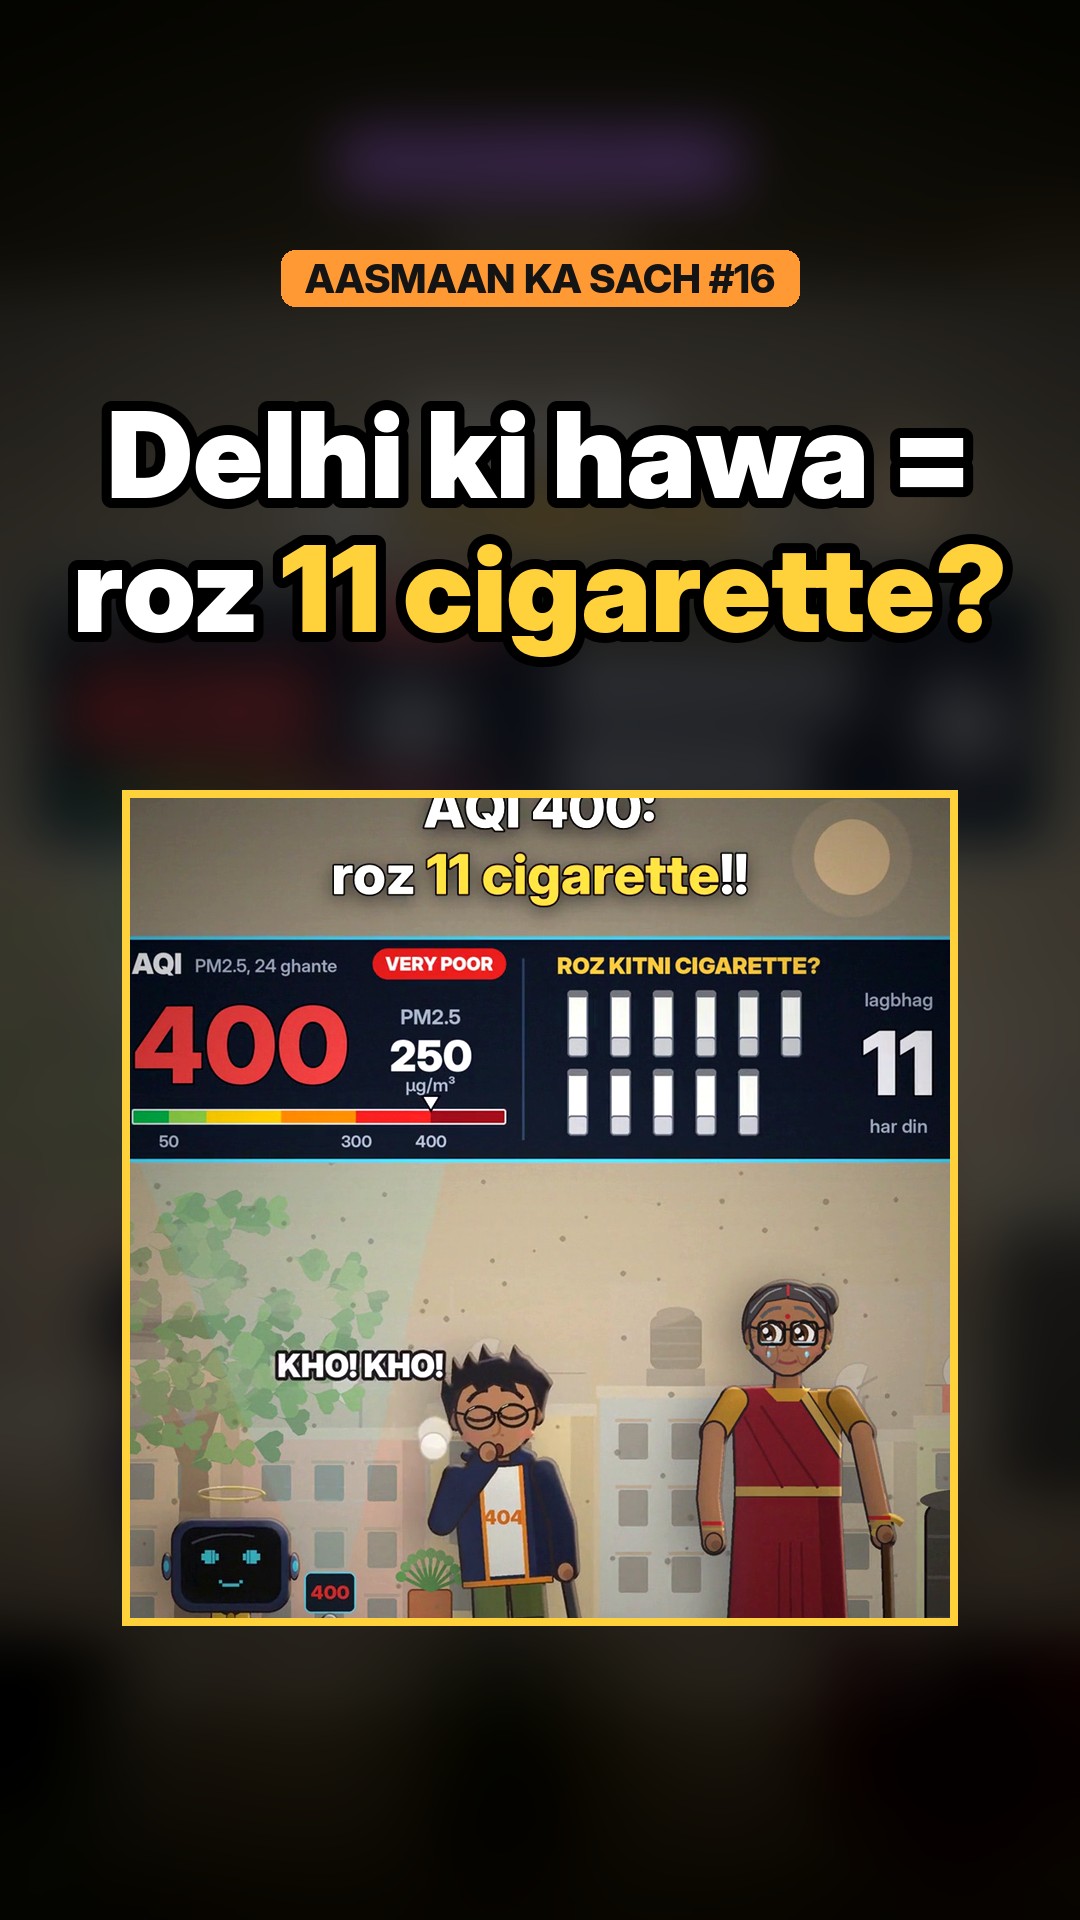 AASMAAN KA SACH #16
Delhi ki hawa =
roz 11 cigarette?
AQI 400:
roz 11 cigarette!!
AQI PM2.5, 24 ghante VERY POOR
400
PM2.5
250
µg/m³
50 300 400
ROZ KITNI CIGARETTE?
lagbhag
11
har din
KHO! KHO!
404
400